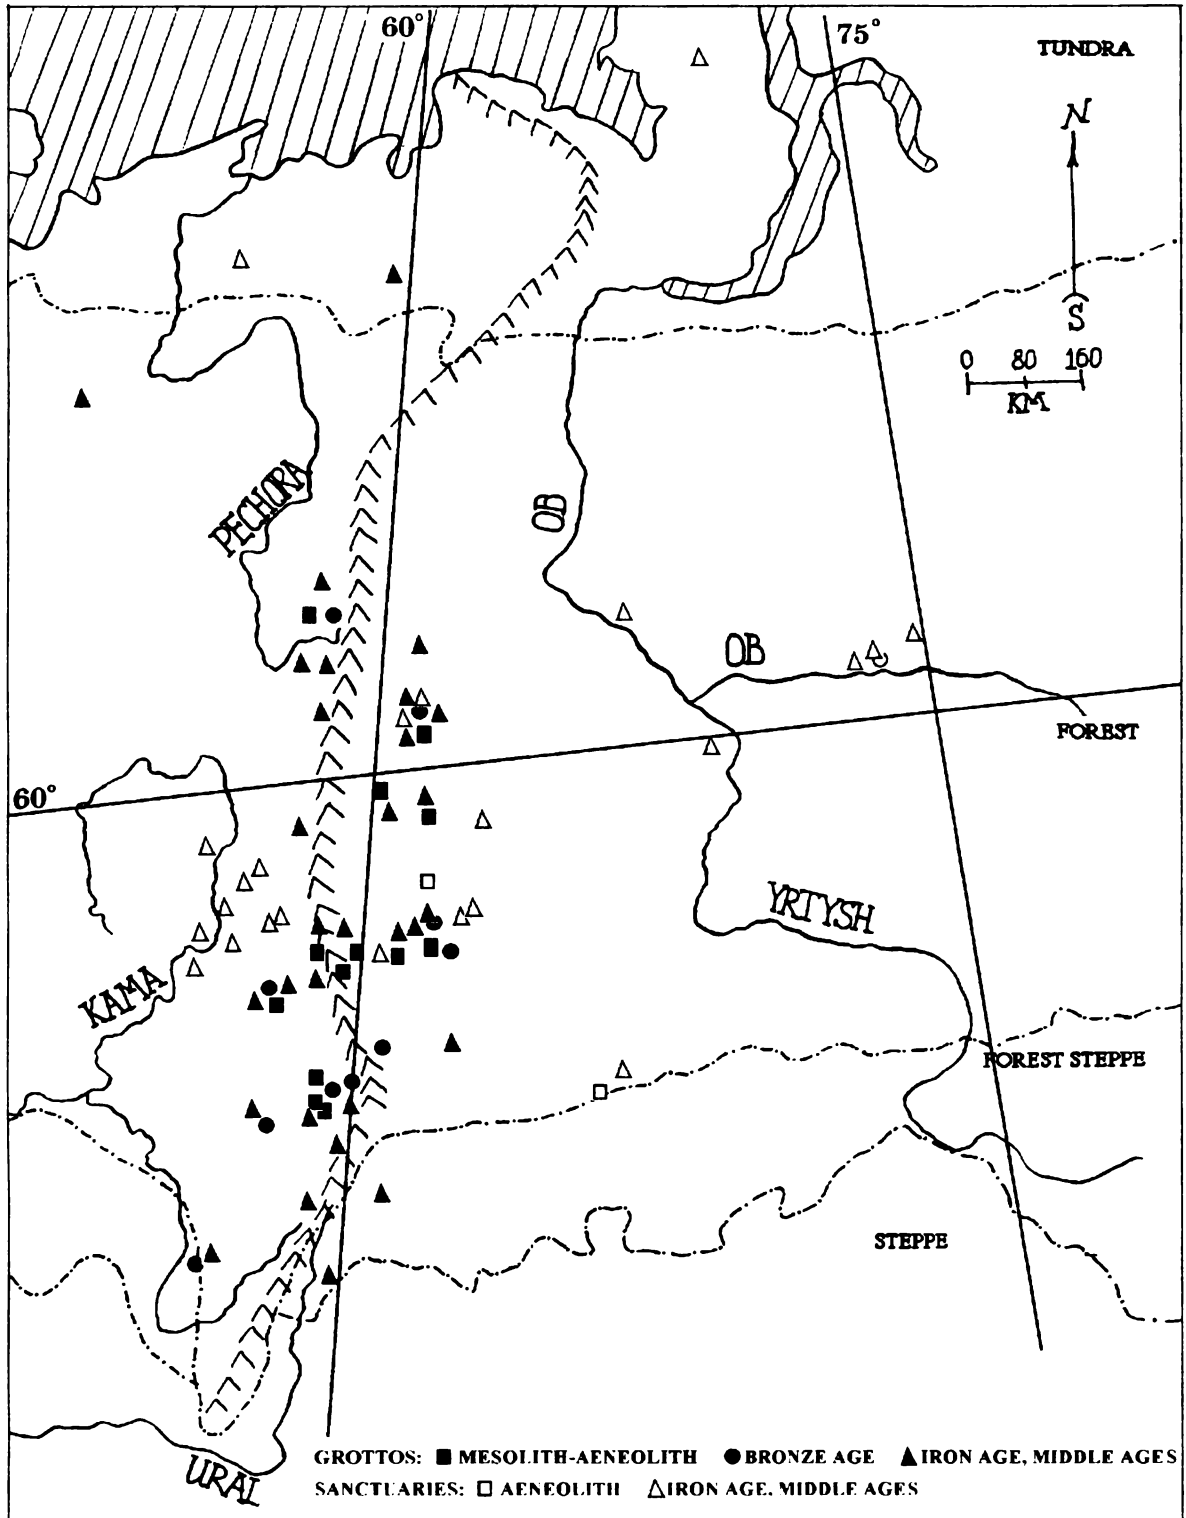 60°
75°
TUNDRA
N
S
0 80 160
KM
PECHORA
OB
OB
FOREST
60°
YRTYSH
KAMA
FOREST STEPPE
STEPPE
GROTTOS: MESOLITH-AENEOLITH BRONZE AGE IRON AGE, MIDDLE AGES
SANCTUARIES: AENEOLITH IRON AGE, MIDDLE AGES
URAL